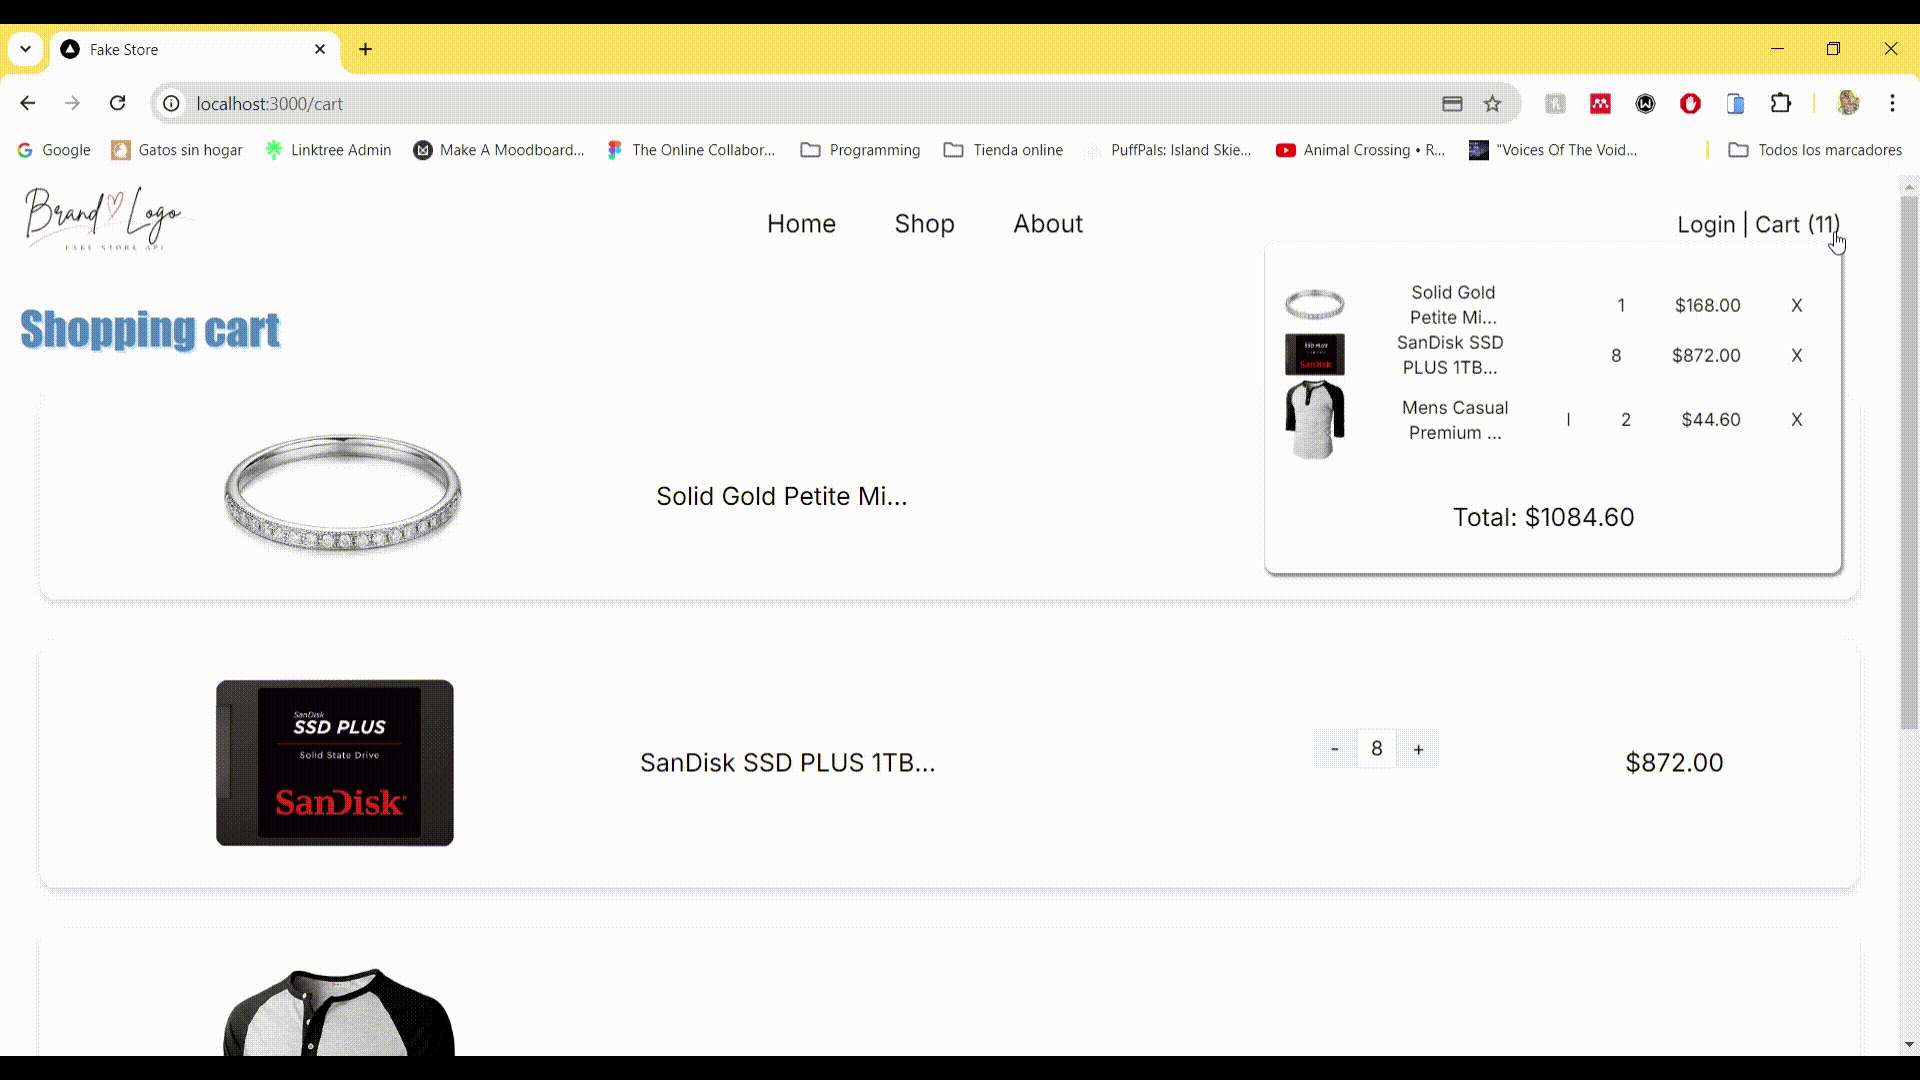 Fake Store
localhost:3000/cart
Google
Gatos sin hogar
Linktree Admin
Make A Moodboard...
The Online Collabor...
Programming
Tienda online
PuffPals: Island Skie...
Animal Crossing • R...
"Voices Of The Void...
Todos los marcadores
Brand Logo
FAKE STORE API
Home
Shop
About
Login | Cart (11)
Shopping cart
Solid Gold
Petite Mi...
1
$168.00
X
SanDisk SSD
PLUS 1TB...
8
$872.00
X
Mens Casual
Premium ...
l
2
$44.60
X
Total: $1084.60
Solid Gold Petite Mi...
SanDisk
SSD PLUS
Solid State Drive
SanDisk
SanDisk SSD PLUS 1TB...
-
8
+
$872.00